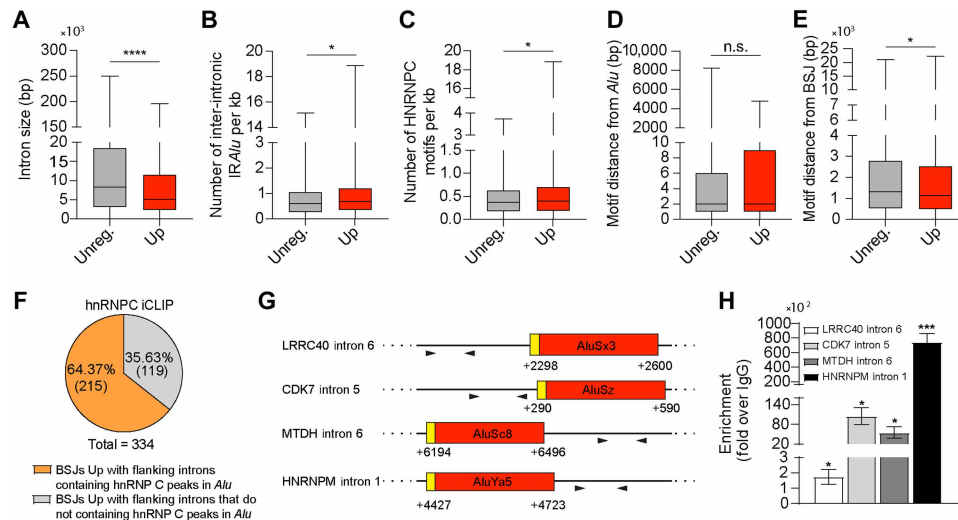 A
×10³
Intron size (bp)
300
250
200
150
20
15
10
5
0
****
Unreg.
Up
B
Number of inter-intronic
IRAlu per kb
20
18
16
14
3
2
1
0
*
Unreg.
Up
C
Number of HNRNPC
motifs per kb
20
18
16
4
3
2
1.5
1.0
0.5
0.0
*
Unreg.
Up
D
Motif distance from Alu (bp)
10,000
8000
6000
4000
2000
10
8
6
4
2
0
n.s.
Unreg.
Up
E
×10³
Motif distance from BSJ (bp)
25
20
15
7
6
5
4
3
2
1
0
*
Unreg.
Up
F
hnRNPC iCLIP
35.63%
(119)
64.37%
(215)
Total = 334
BSJs Up with flanking introns
containing hnRNP C peaks in Alu
BSJs Up with flanking introns that do
not containing hnRNP C peaks in Alu
G
LRRC40 intron 6
AluSx3
+2298
+2600
CDK7 intron 5
AluSz
+290
+590
MTDH intron 6
AluSc8
+6194
+6496
HNRNPM intron 1
AluYa5
+4427
+4723
H
×10²
Enrichment
(fold over IgG)
1000
800
600
400
200
140
80
20
3
2
1
0
LRRC40 intron 6
CDK7 intron 5
MTDH intron 6
HNRNPM intron 1
*
*
*
***